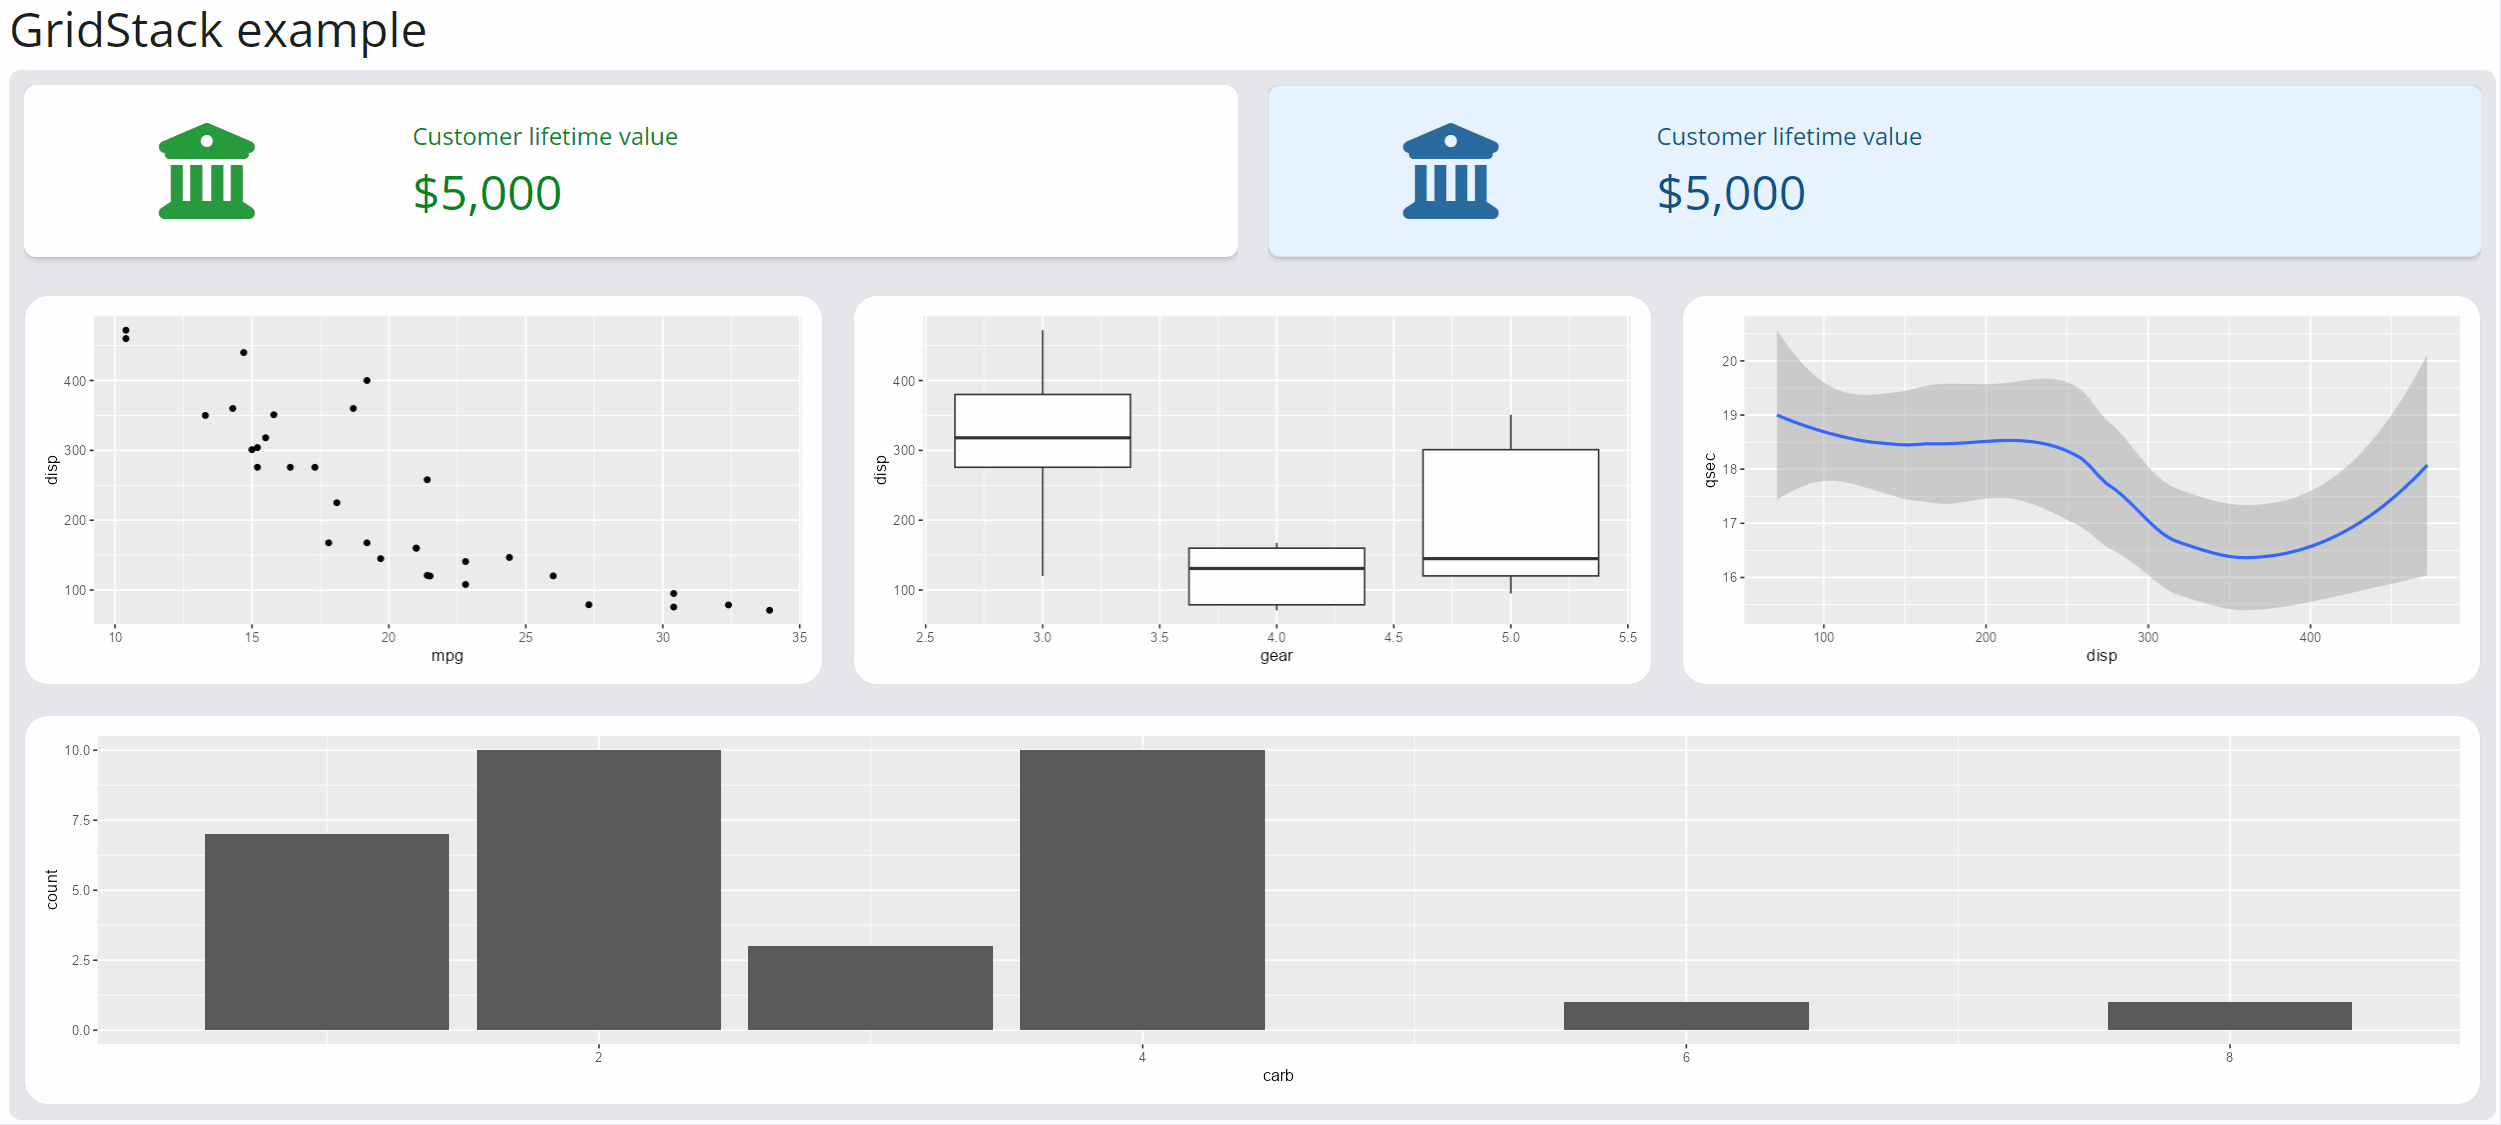 GridStack example
Customer lifetime value
$5,000
Customer lifetime value
$5,000
400
300
200
100
disp
10 15 20 25 30 35
mpg
400
300
200
100
disp
2.5 3.0 3.5 4.0 4.5 5.0 5.5
gear
20
19
18
17
16
qsec
100 200 300 400
disp
10.0
7.5
5.0
2.5
0.0
count
2 4 6 8
carb